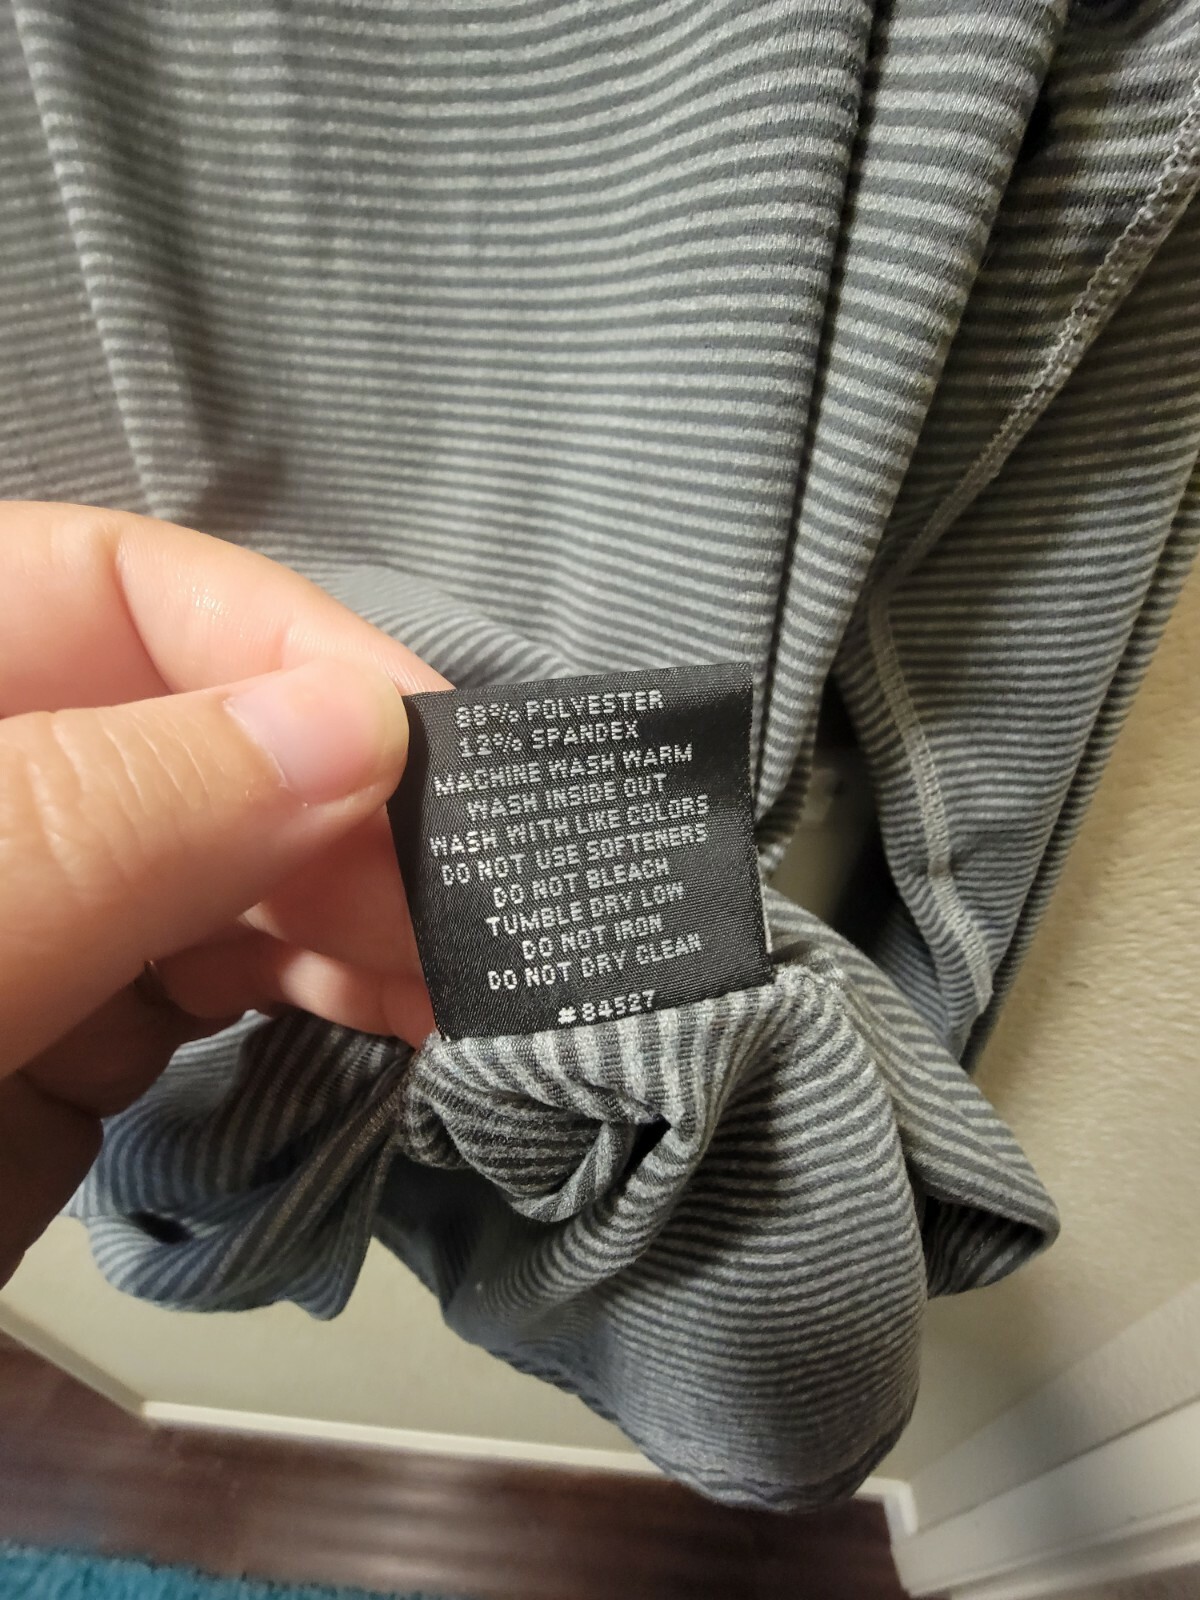 88% POLYESTER
12% SPANDEX
MACHINE WASH WARM
WASH INSIDE OUT
WASH WITH LIKE COLORS
DO NOT USE SOFTENERS
DO NOT BLEACH
TUMBLE DRY LOW
DO NOT IRON
DO NOT DRY CLEAN
#84527